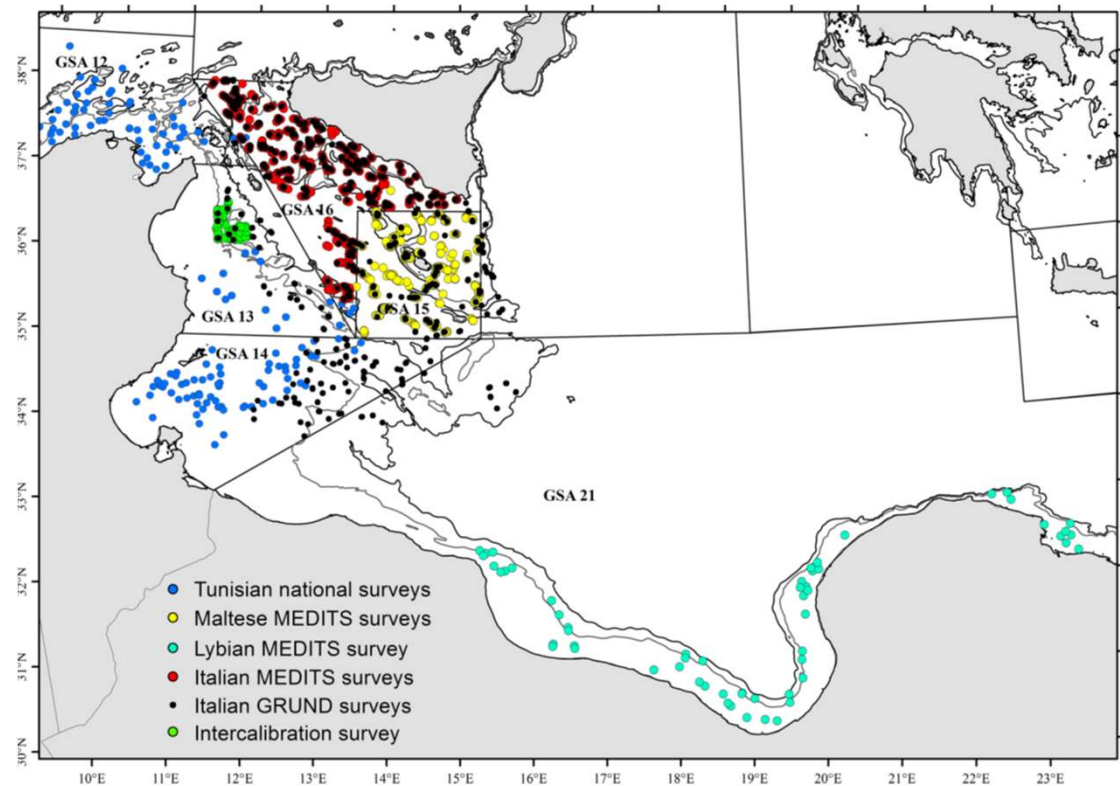 38°N
37°N
36°N
35°N
34°N
33°N
32°N
31°N
30°N
GSA 12
GSA 16
GSA 15
GSA 13
GSA 14
GSA 21
Tunisian national surveys
Maltese MEDITS surveys
Lybian MEDITS survey
Italian MEDITS surveys
Italian GRUND surveys
Intercalibration survey
10°E 11°E 12°E 13°E 14°E 15°E 16°E 17°E 18°E 19°E 20°E 21°E 22°E 23°E